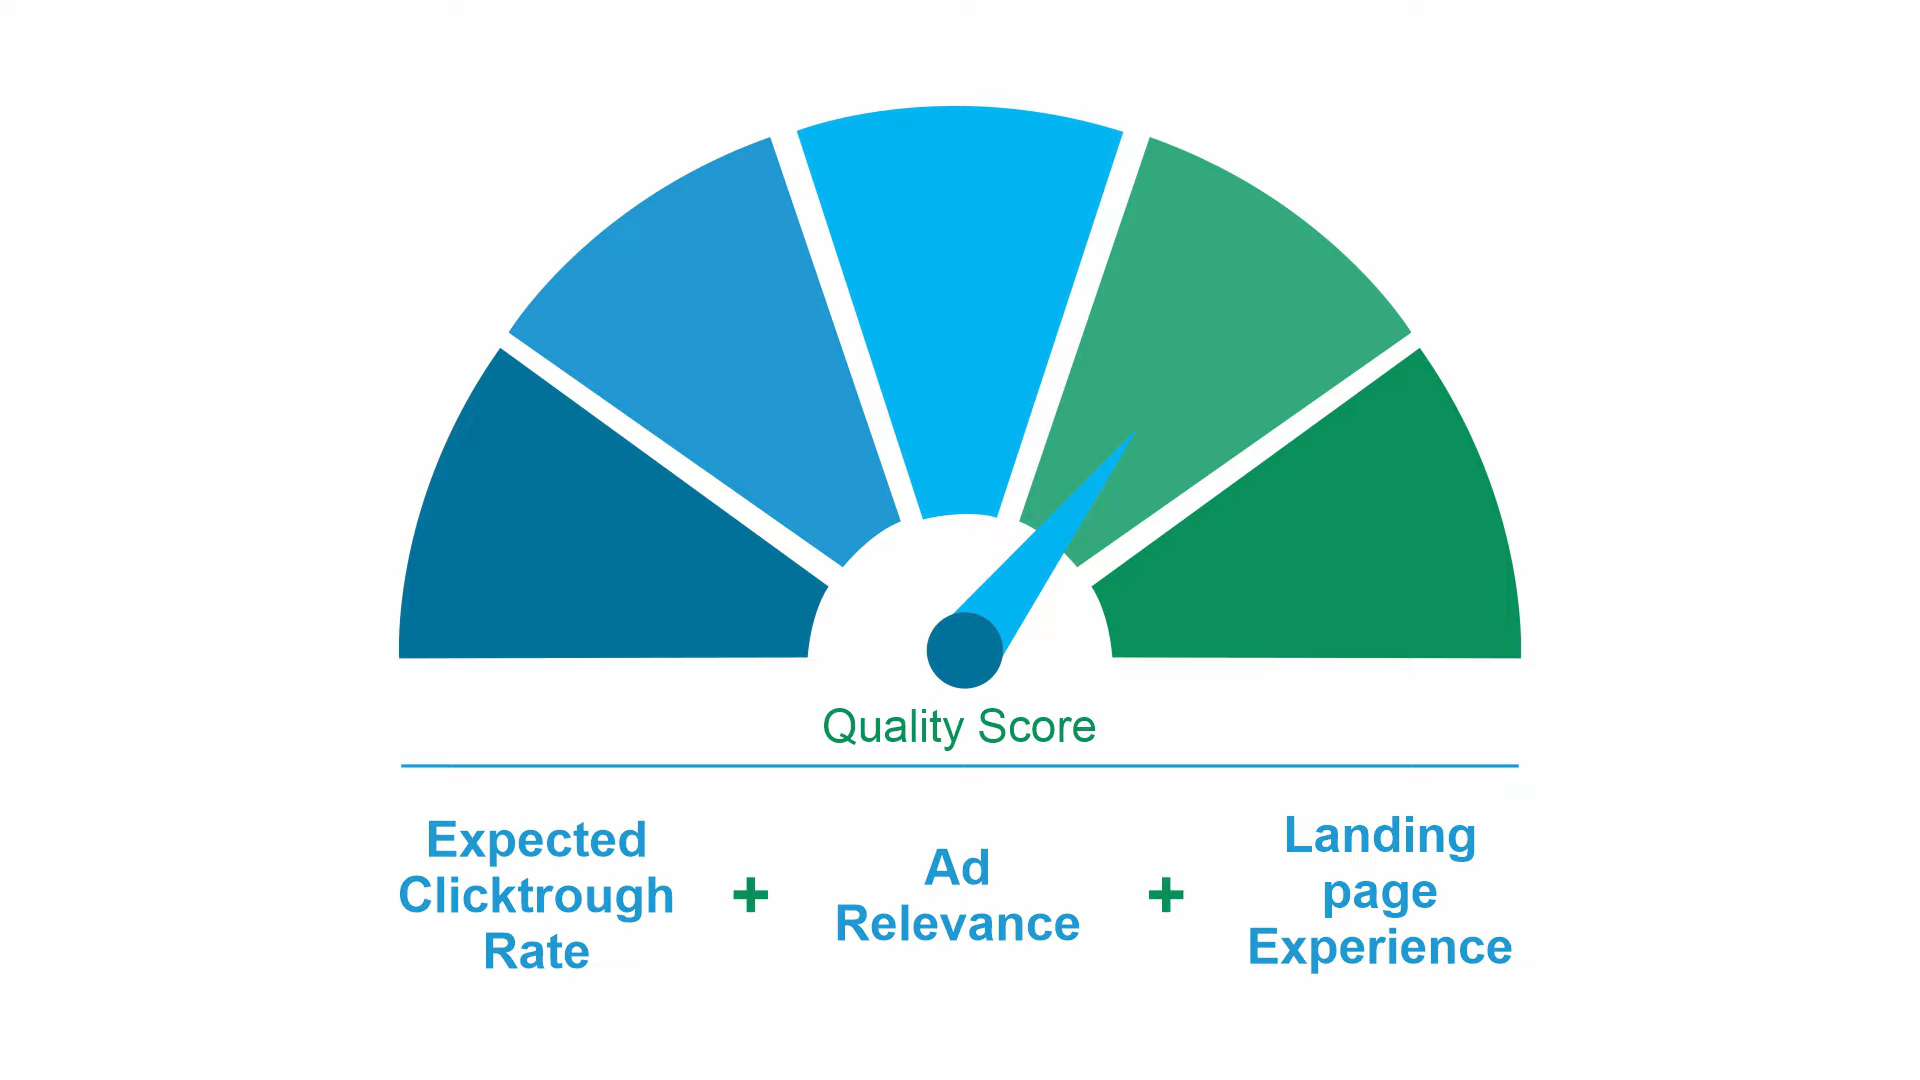 Quality Score
Expected
Clicktrough
Rate
+
Ad
Relevance
+
Landing
page
Experience